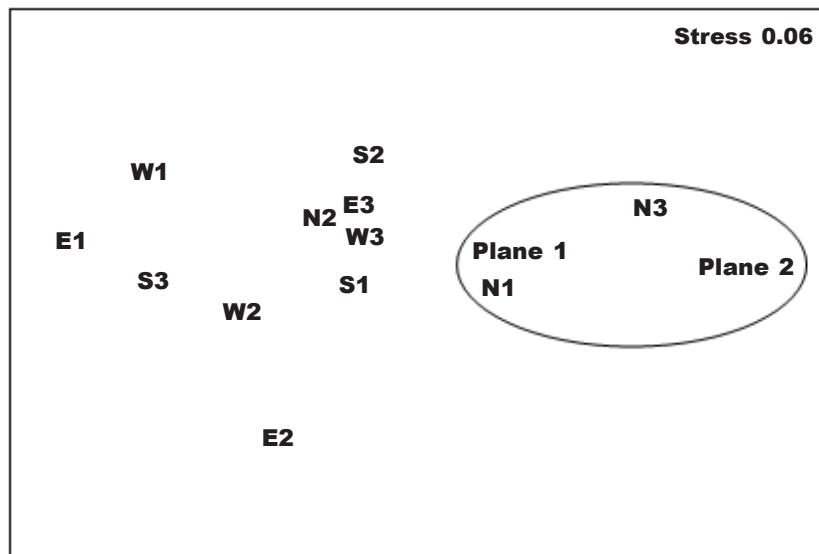 Stress 0.06
S2
W1
E3
N3
N2
W3
E1
Plane 1
Plane 2
S3
S1
N1
W2
E2